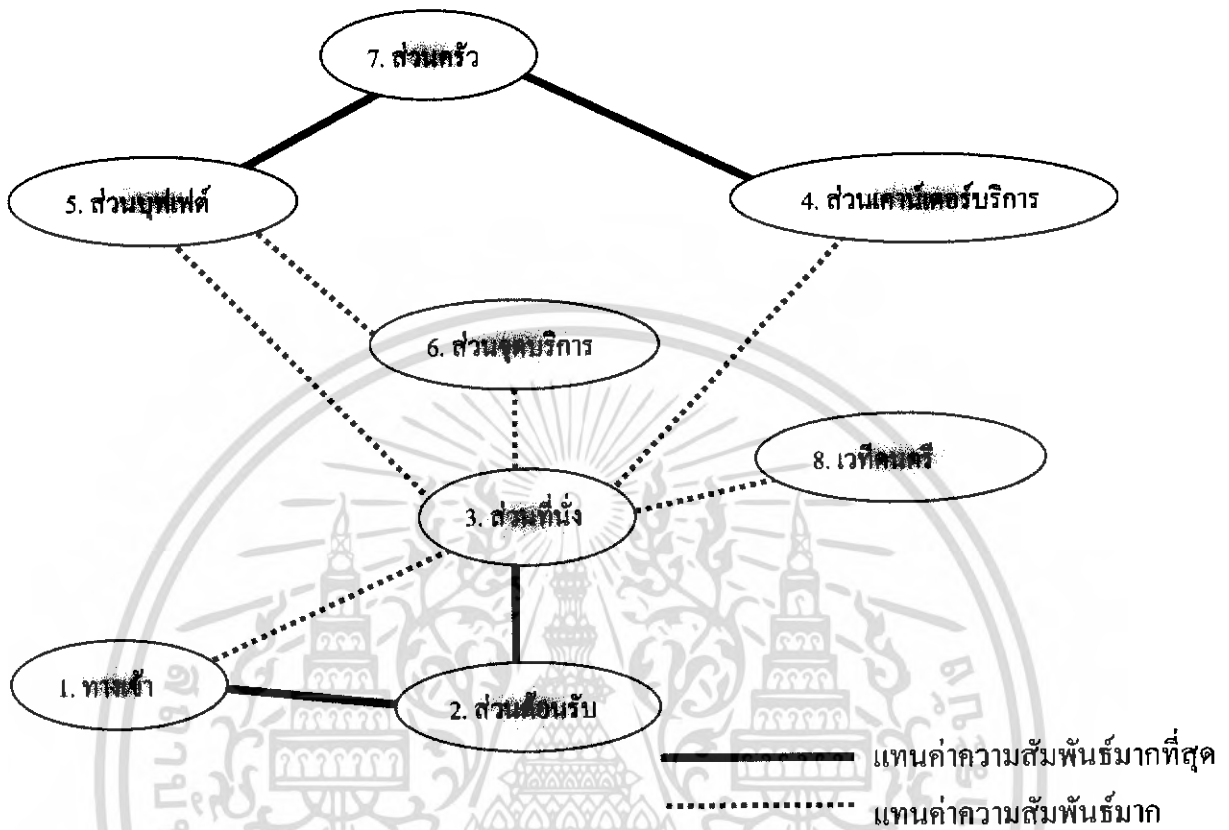 7. ส่วนครัว
5. ส่วนบุฟเฟต์
4. ส่วนเคาน์เตอร์บริการ
6. ส่วนชุดบริการ
8. เวทีดนตรี
3. ส่วนที่นั่ง
1. ทางเข้า
2. ส่วนต้อนรับ
แทนค่าความสัมพันธ์มากที่สุด
แทนค่าความสัมพันธ์มาก